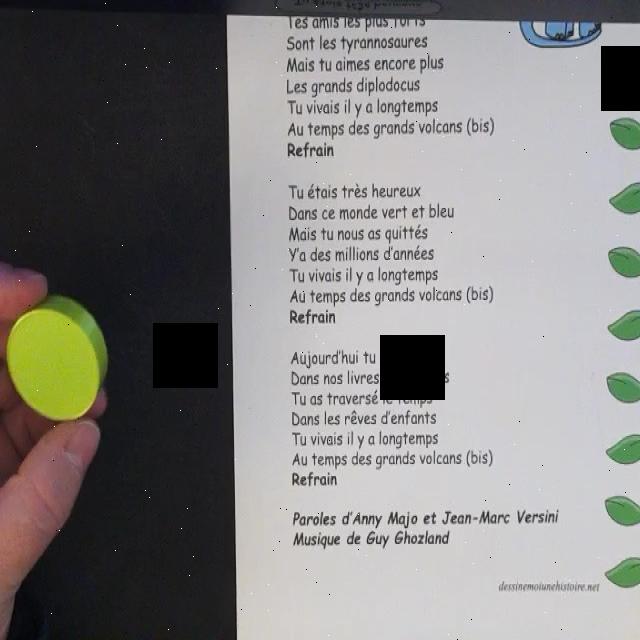 Tes amis les plus forts
Sont les tyrannosaures
Mais tu aimes encore plus
Les grands diplodocus
Tu vivais il y a longtemps
Au temps des grands volcans (bis)
Refrain
Tu étais très heureux
Dans ce monde vert et bleu
Mais tu nous as quittés
Y'a des millions d'années
Tu vivais il y a longtemps
Au temps des grands volcans (bis)
Refrain
Aujourd'hui tu
Dans nos livres
Tu as traversé le temps
Dans les rêves d'enfants
Tu vivais il y a longtemps
Au temps des grands volcans (bis)
Refrain
Paroles d'Anny Majo et Jean-Marc Versini
Musique de Guy Ghozland
dessinemoiunehistoire.net